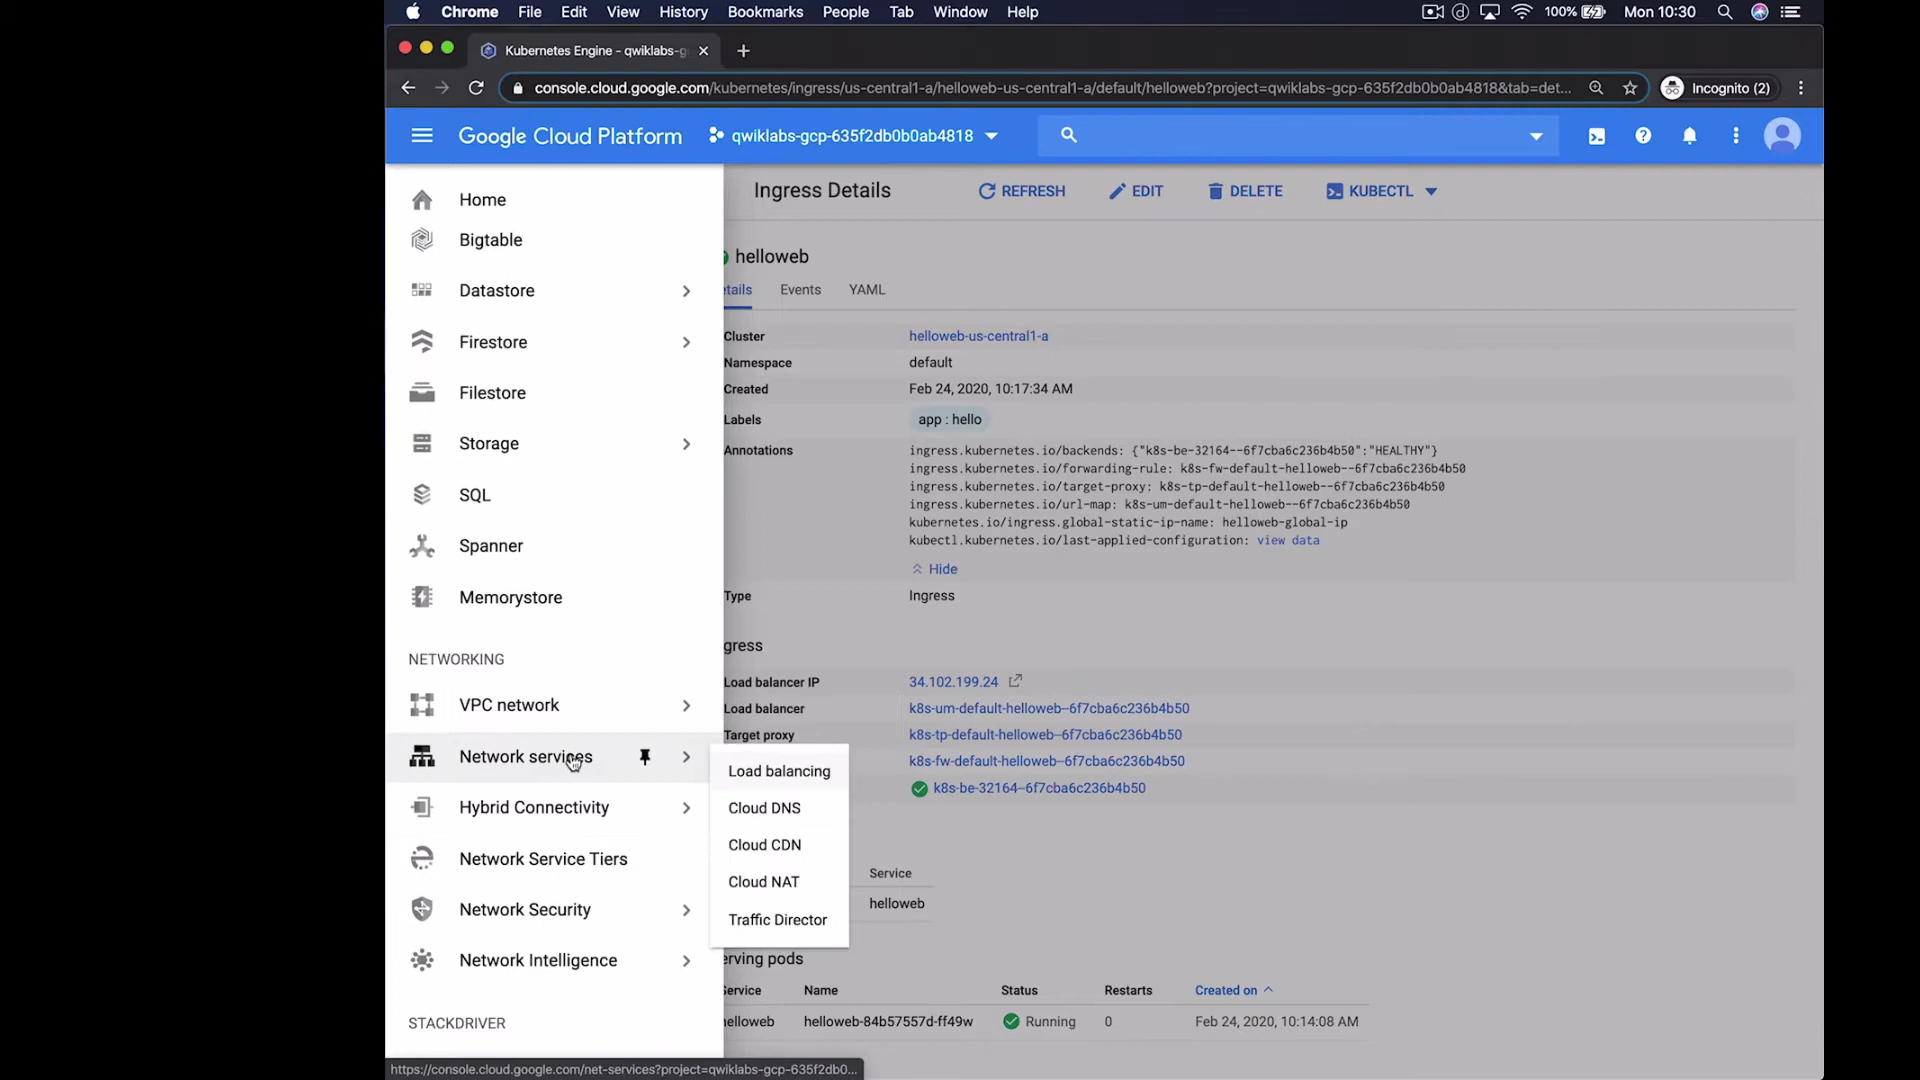 Chrome File Edit View History Bookmarks People Tab Window Help 100% Mon 10:30
Kubernetes Engine - qwiklabs-g
console.cloud.google.com/kubernetes/ingress/us-central1-a/helloweb-us-central1-a/default/helloweb?project=qwiklabs-gcp-635f2db0b0ab4818&tab=det... Incognito (2)
Google Cloud Platform qwiklabs-gcp-635f2db0b0ab4818
Home
Bigtable
Datastore
Firestore
Filestore
Storage
SQL
Spanner
Memorystore
NETWORKING
VPC network
Network services
Hybrid Connectivity
Network Service Tiers
Network Security
Network Intelligence
STACKDRIVER
Load balancing
Cloud DNS
Cloud CDN
Cloud NAT
Traffic Director
Ingress Details REFRESH EDIT DELETE KUBECTL
helloweb
etails Events YAML
Cluster helloweb-us-central1-a
Namespace default
Created Feb 24, 2020, 10:17:34 AM
Labels app : hello
Annotations ingress.kubernetes.io/backends: {"k8s-be-32164--6f7cba6c236b4b50":"HEALTHY"}
ingress.kubernetes.io/forwarding-rule: k8s-fw-default-helloweb--6f7cba6c236b4b50
ingress.kubernetes.io/target-proxy: k8s-tp-default-helloweb--6f7cba6c236b4b50
ingress.kubernetes.io/url-map: k8s-um-default-helloweb--6f7cba6c236b4b50
kubernetes.io/ingress.global-static-ip-name: helloweb-global-ip
kubectl.kubernetes.io/last-applied-configuration: view data
Hide
Type Ingress
gress
Load balancer IP 34.102.199.24
Load balancer k8s-um-default-helloweb--6f7cba6c236b4b50
Target proxy k8s-tp-default-helloweb--6f7cba6c236b4b50
k8s-fw-default-helloweb--6f7cba6c236b4b50
k8s-be-32164--6f7cba6c236b4b50
Service
helloweb
erving pods
Service Name Status Restarts Created on
helloweb helloweb-84b57557d-ff49w Running 0 Feb 24, 2020, 10:14:08 AM
https://console.cloud.google.com/net-services?project=qwiklabs-gcp-635f2db0...